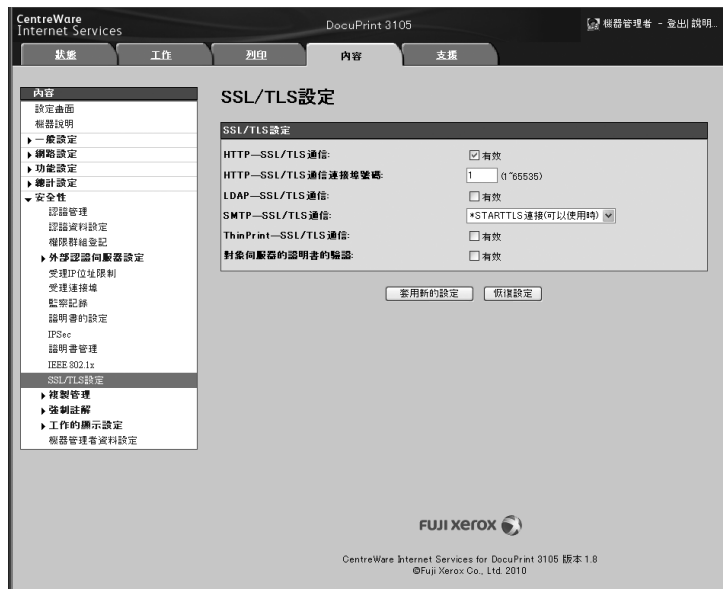 CentreWare
Internet Services
DocuPrint 3105
機器管理者 - 登出| 說明...
狀態
工作
列印
內容
支援
內容
設定畫面
機器說明
一般設定
網路設定
功能設定
總計設定
安全性
認證管理
認證資料設定
權限群組登記
外部認證伺服器設定
受理IP位址限制
受理連接埠
監察記錄
證明書的設定
IPSec
證明書管理
IEEE 802.1x
SSL/TLS設定
複製管理
強制註解
工作的顯示設定
機器管理者資料設定
SSL/TLS設定
SSL/TLS設定
HTTP—SSL/TLS通信: 有效
HTTP—SSL/TLS通信連接埠號碼: 1 (1~65535)
LDAP—SSL/TLS通信: 有效
SMTP—SSL/TLS通信: *STARTTLS連接(可以使用時)
ThinPrint—SSL/TLS通信: 有效
對象伺服器的證明書的驗證: 有效
套用新的設定 恢復設定
FUJI XEROX
CentreWare Internet Services for DocuPrint 3105 版本 1.8
©Fuji Xerox Co., Ltd. 2010